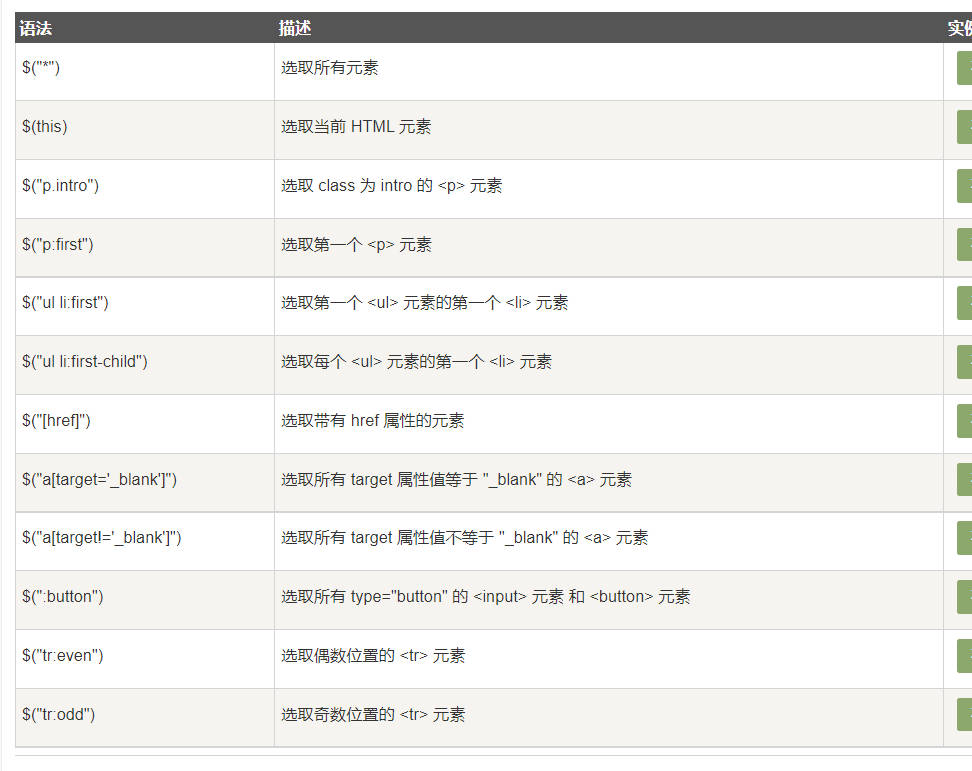 语法 描述
$("*") 选取所有元素
$(this) 选取当前 HTML 元素
$("p.intro") 选取 class 为 intro 的 <p> 元素
$("p:first") 选取第一个 <p> 元素
$("ul li:first") 选取第一个 <ul> 元素的第一个 <li> 元素
$("ul li:first-child") 选取每个 <ul> 元素的第一个 <li> 元素
$("[href]") 选取带有 href 属性的元素
$("a[target='_blank']") 选取所有 target 属性值等于 "_blank" 的 <a> 元素
$("a[target!='_blank']") 选取所有 target 属性值不等于 "_blank" 的 <a> 元素
$(":button") 选取所有 type="button" 的 <input> 元素 和 <button> 元素
$("tr:even") 选取偶数位置的 <tr> 元素
$("tr:odd") 选取奇数位置的 <tr> 元素